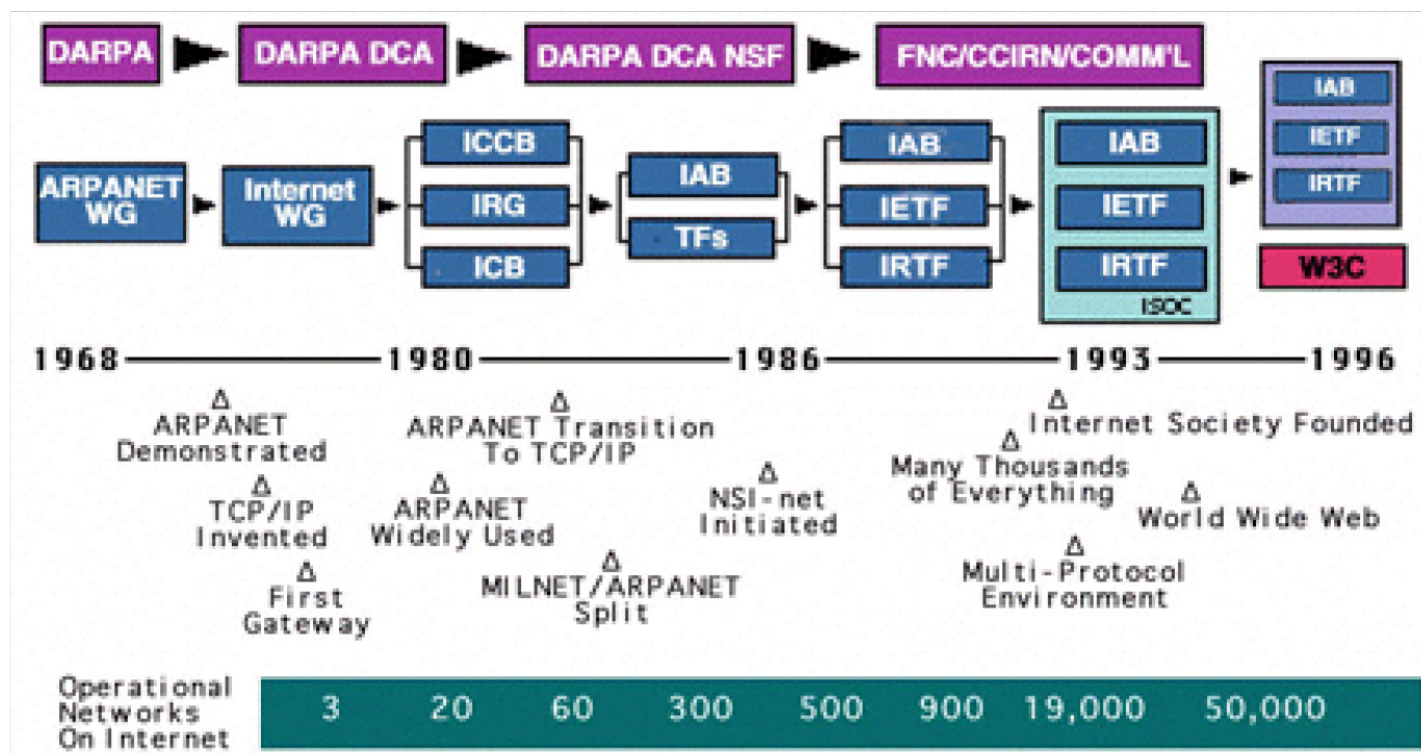 DARPA
DARPA DCA
DARPA DCA NSF
FNC/CCIRN/COMM'L
ARPANET
WG
Internet
WG
ICCB
IRG
ICB
IAB
TFs
IAB
IETF
IRTF
IAB
IETF
IRTF
ISOC
IAB
IETF
IRTF
W3C
1968
1980
1986
1993
1996
ARPANET
Demonstrated
TCP/IP
Invented
First
Gateway
ARPANET Transition
To TCP/IP
ARPANET
Widely Used
MILNET/ARPANET
Split
NSI-net
Initiated
Internet Society Founded
Many Thousands
of Everything
World Wide Web
Multi-Protocol
Environment
Operational
Networks
On Internet
3 20 60 300 500 900 19,000 50,000